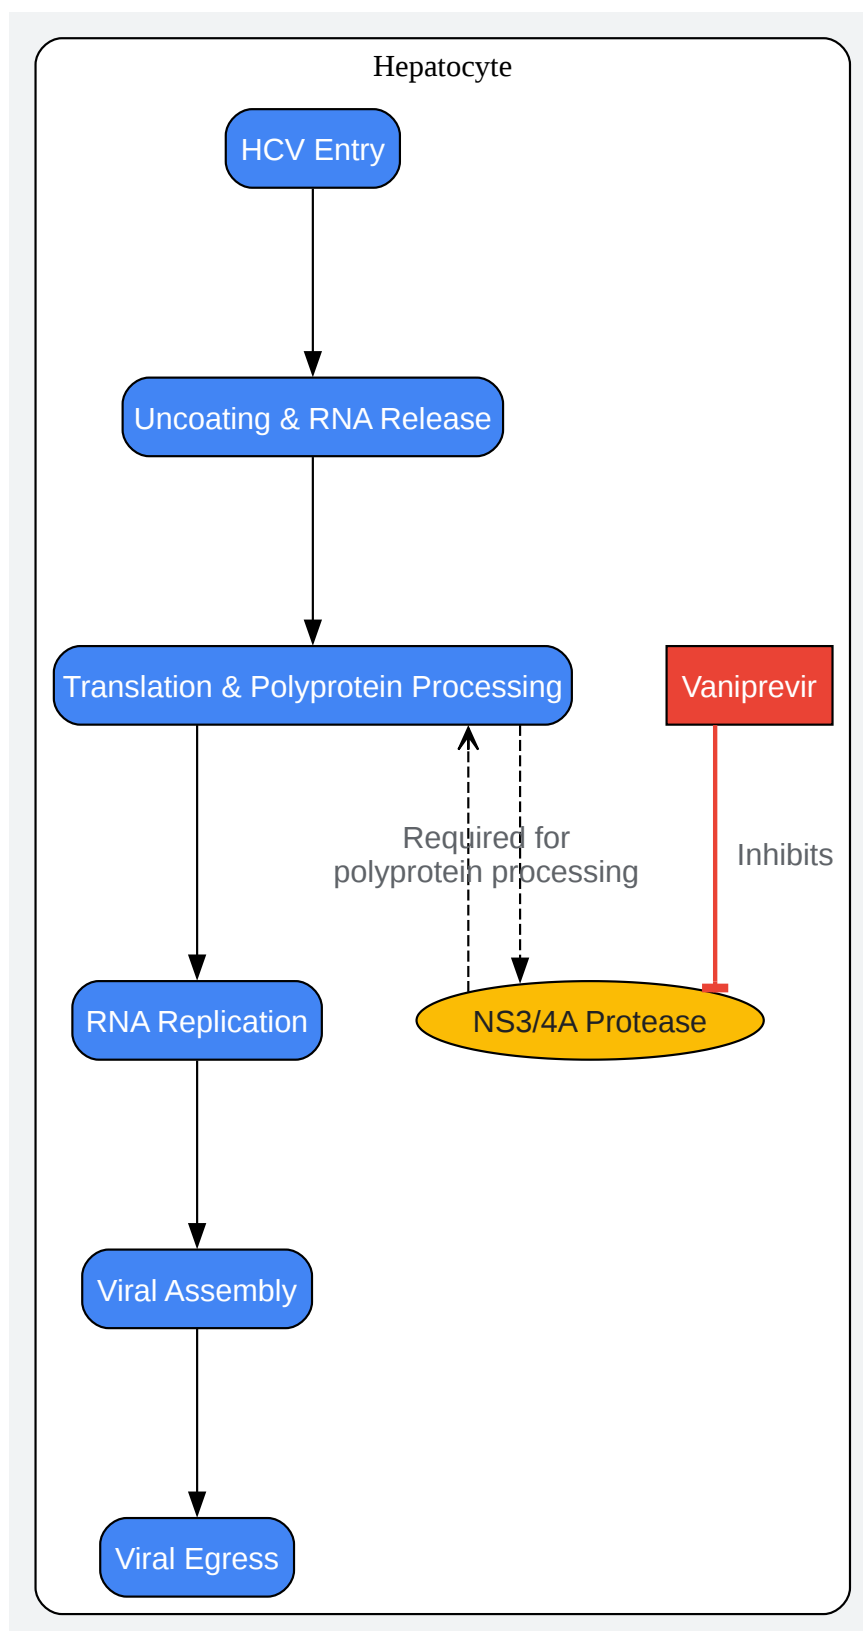 Hepatocyte
HCV Entry
Uncoating & RNA Release
Translation & Polyprotein Processing
Vaniprevir
Required for
polyprotein processing
Inhibits
RNA Replication
NS3/4A Protease
Viral Assembly
Viral Egress